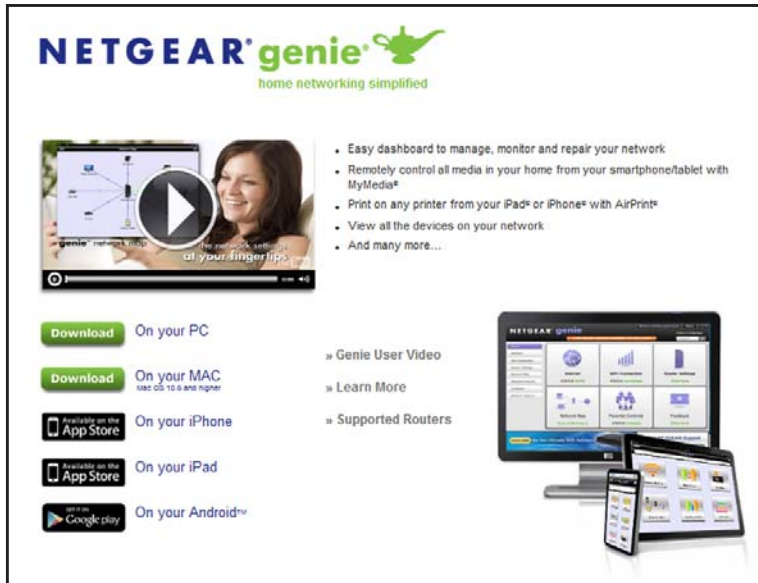 NETGEAR® genie®
home networking simplified
Easy dashboard to manage, monitor and repair your network
Remotely control all media in your home from your smartphone/tablet with
MyMedia®
Print on any printer from your iPad® or iPhone® with AirPrint®
View all the devices on your network
And many more...
genie™ network map
the network settings
at your fingertips
Download On your PC
Download On your MAC
Mac OS 10.6 and higher
Available on the App Store On your iPhone
Available on the App Store On your iPad
GET IT ON Google play On your Android™
» Genie User Video
» Learn More
» Supported Routers
NETGEAR genie
Internet WiFi Connection Router Settings
Network Map Parental Controls Feedback